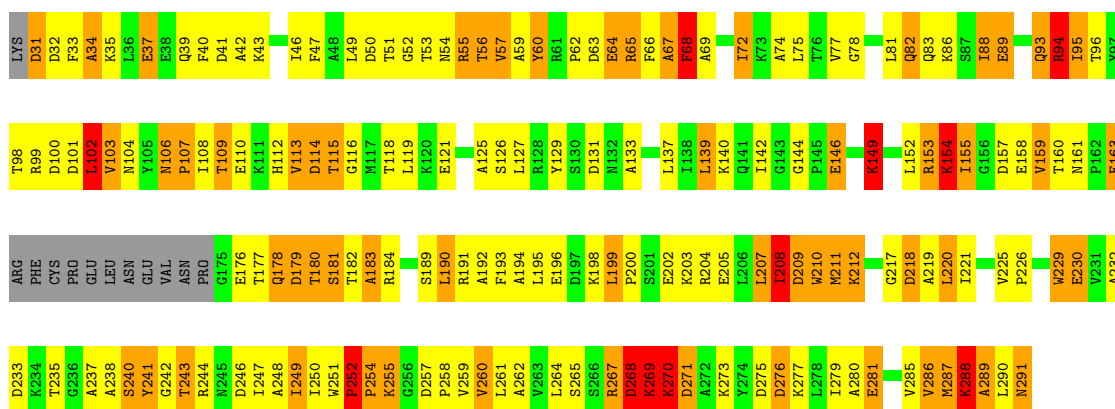 LYS D31 D32 F33 A34 K35 L36 E37 E38 Q39 F40 D41 A42 K43 I46 F47 A48 L49 D50 T51 G52 T53 N54 R55 T56 V57 A59 Y60 R61 P62 D63 E64 R65 F66 A67 F68 A69 I72 K73 A74 L75 T76 V77 G78 L81 Q82 Q83 K86 S87 I88 E89 Q93 R94 I95 T96 Y97
T98 R99 D100 D101 L102 V103 N104 Y105 N106 P107 I108 T109 E110 K111 H112 V113 D114 T115 G116 M117 T118 L119 K120 E121 A125 S126 L127 R128 Y129 S130 D131 N132 A133 L137 I138 L139 K140 Q141 I142 G143 G144 P145 E146 K149 L152 R153 K154 I155 G156 D157 E158 V159 T160 N161 P162 E163
ARG PHE CYS PRO GLU LEU ASN GLU VAL ASN PRO G175 E176 T177 Q178 D179 T180 S181 T182 A183 R184 S189 L190 R191 A192 F193 A194 L195 E196 D197 K198 L199 P200 S201 E202 K203 R204 E205 L206 L207 I208 D209 W210 M211 K212 G217 D218 A219 L220 I221 V225 P226 W229 E230 V231 A232
D233 K234 T235 G236 A237 A238 S240 Y241 G242 T243 R244 N245 D246 I247 A248 I249 I250 W251 P252 P254 K255 G256 D257 P258 V259 V260 L261 A262 V263 L264 S265 S266 R267 D268 K269 K270 D271 A272 K273 Y274 D275 D276 K277 L278 I279 A280 E281 V285 V286 M287 K288 A289 L290 N291